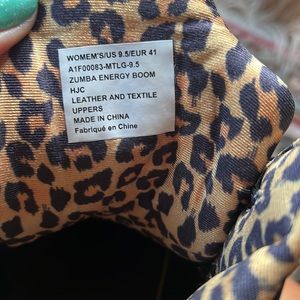 WOMEN'S/US 9.5/EUR 41
A1F00083-MTLG-9.5
ZUMBA ENERGY BOOM
HJC
LEATHER AND TEXTILE
UPPERS
MADE IN CHINA
Fabriqué en Chine